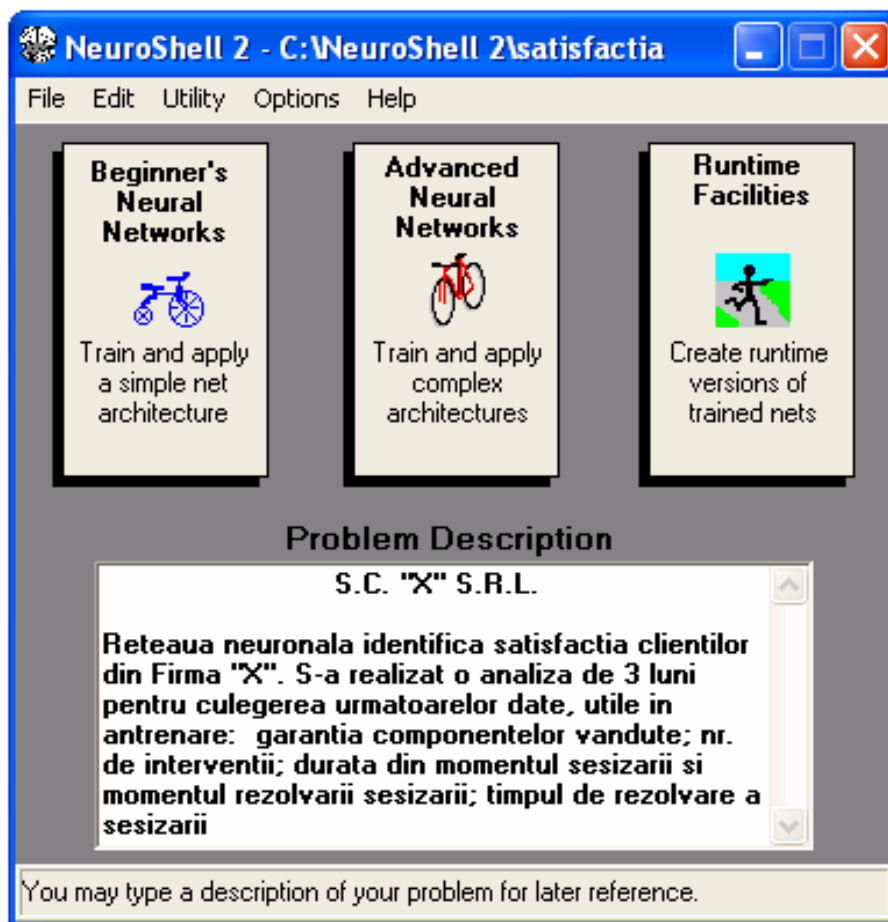 NeuroShell 2 - C:\NeuroShell 2\satisfactia
File Edit Utility Options Help
Beginner's
Neural
Networks
Train and apply
a simple net
architecture
Advanced
Neural
Networks
Train and apply
complex
architectures
Runtime
Facilities
Create runtime
versions of
trained nets
Problem Description
S.C. "X" S.R.L.
Reteaua neuronala identifica satisfactia clientilor
din Firma "X". S-a realizat o analiza de 3 luni
pentru culegerea urmatoarelor date, utile in
antrenare:  garantia componentelor vandute; nr.
de interventii; durata din momentul sesizarii si
momentul rezolvarii sesizarii; timpul de rezolvare a
sesizarii
You may type a description of your problem for later reference.